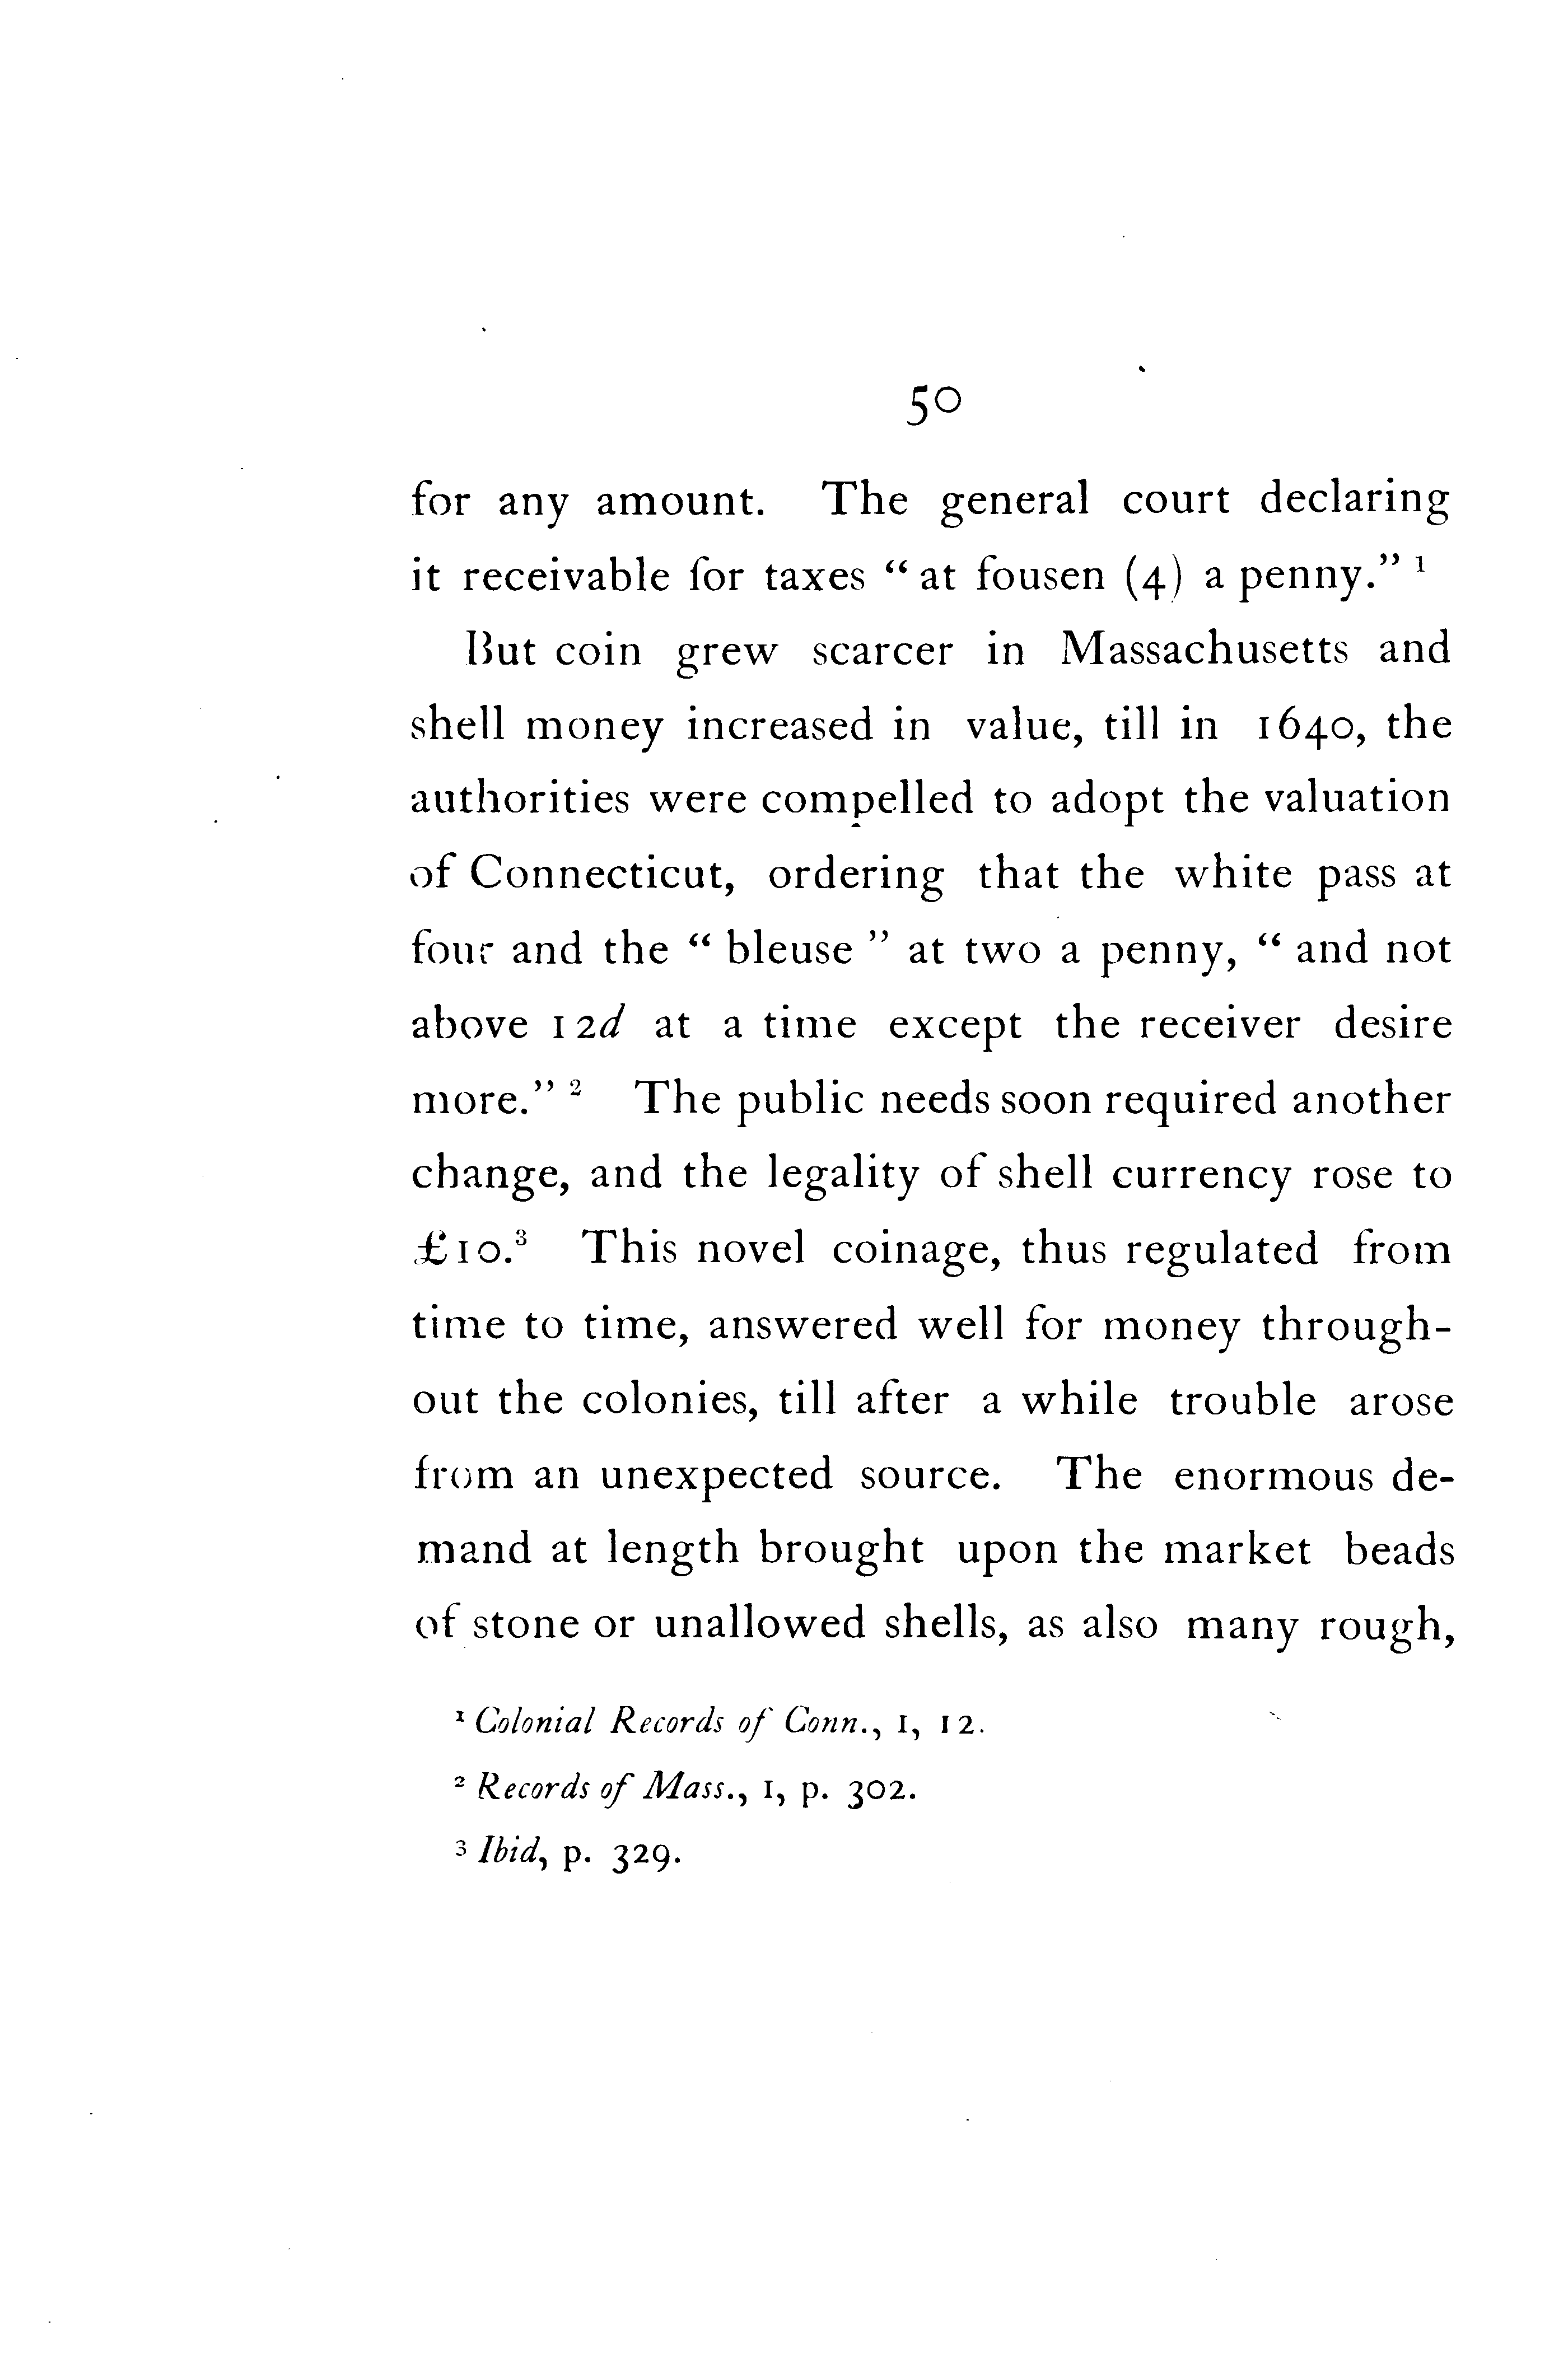 50
for any amount. The general court declaring
it receivable for taxes “ at fousen (4) a penny.” ¹
But coin grew scarcer in Massachusetts and
shell money increased in value, till in 1640, the
authorities were compelled to adopt the valuation
of Connecticut, ordering that the white pass at
four and the “ bleuse ” at two a penny, “ and not
above 12d at a time except the receiver desire
more.” ² The public needs soon required another
change, and the legality of shell currency rose to
£10.³ This novel coinage, thus regulated from
time to time, answered well for money through-
out the colonies, till after a while trouble arose
from an unexpected source. The enormous de-
mand at length brought upon the market beads
of stone or unallowed shells, as also many rough,
¹ Colonial Records of Conn., I, 12.
² Records of Mass., I, p. 302.
³ Ibid, p. 329.